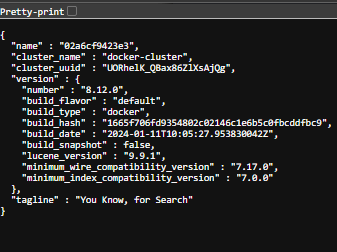 Pretty-print
{
  "name" : "02a6cf9423e3",
  "cluster_name" : "docker-cluster",
  "cluster_uuid" : "UORhelK_QBax86ZlXsAjQg",
  "version" : {
    "number" : "8.12.0",
    "build_flavor" : "default",
    "build_type" : "docker",
    "build_hash" : "1665f706fd9354802c02146c1e6b5c0fbcddfbc9",
    "build_date" : "2024-01-11T10:05:27.953830042Z",
    "build_snapshot" : false,
    "lucene_version" : "9.9.1",
    "minimum_wire_compatibility_version" : "7.17.0",
    "minimum_index_compatibility_version" : "7.0.0"
  },
  "tagline" : "You Know, for Search"
}